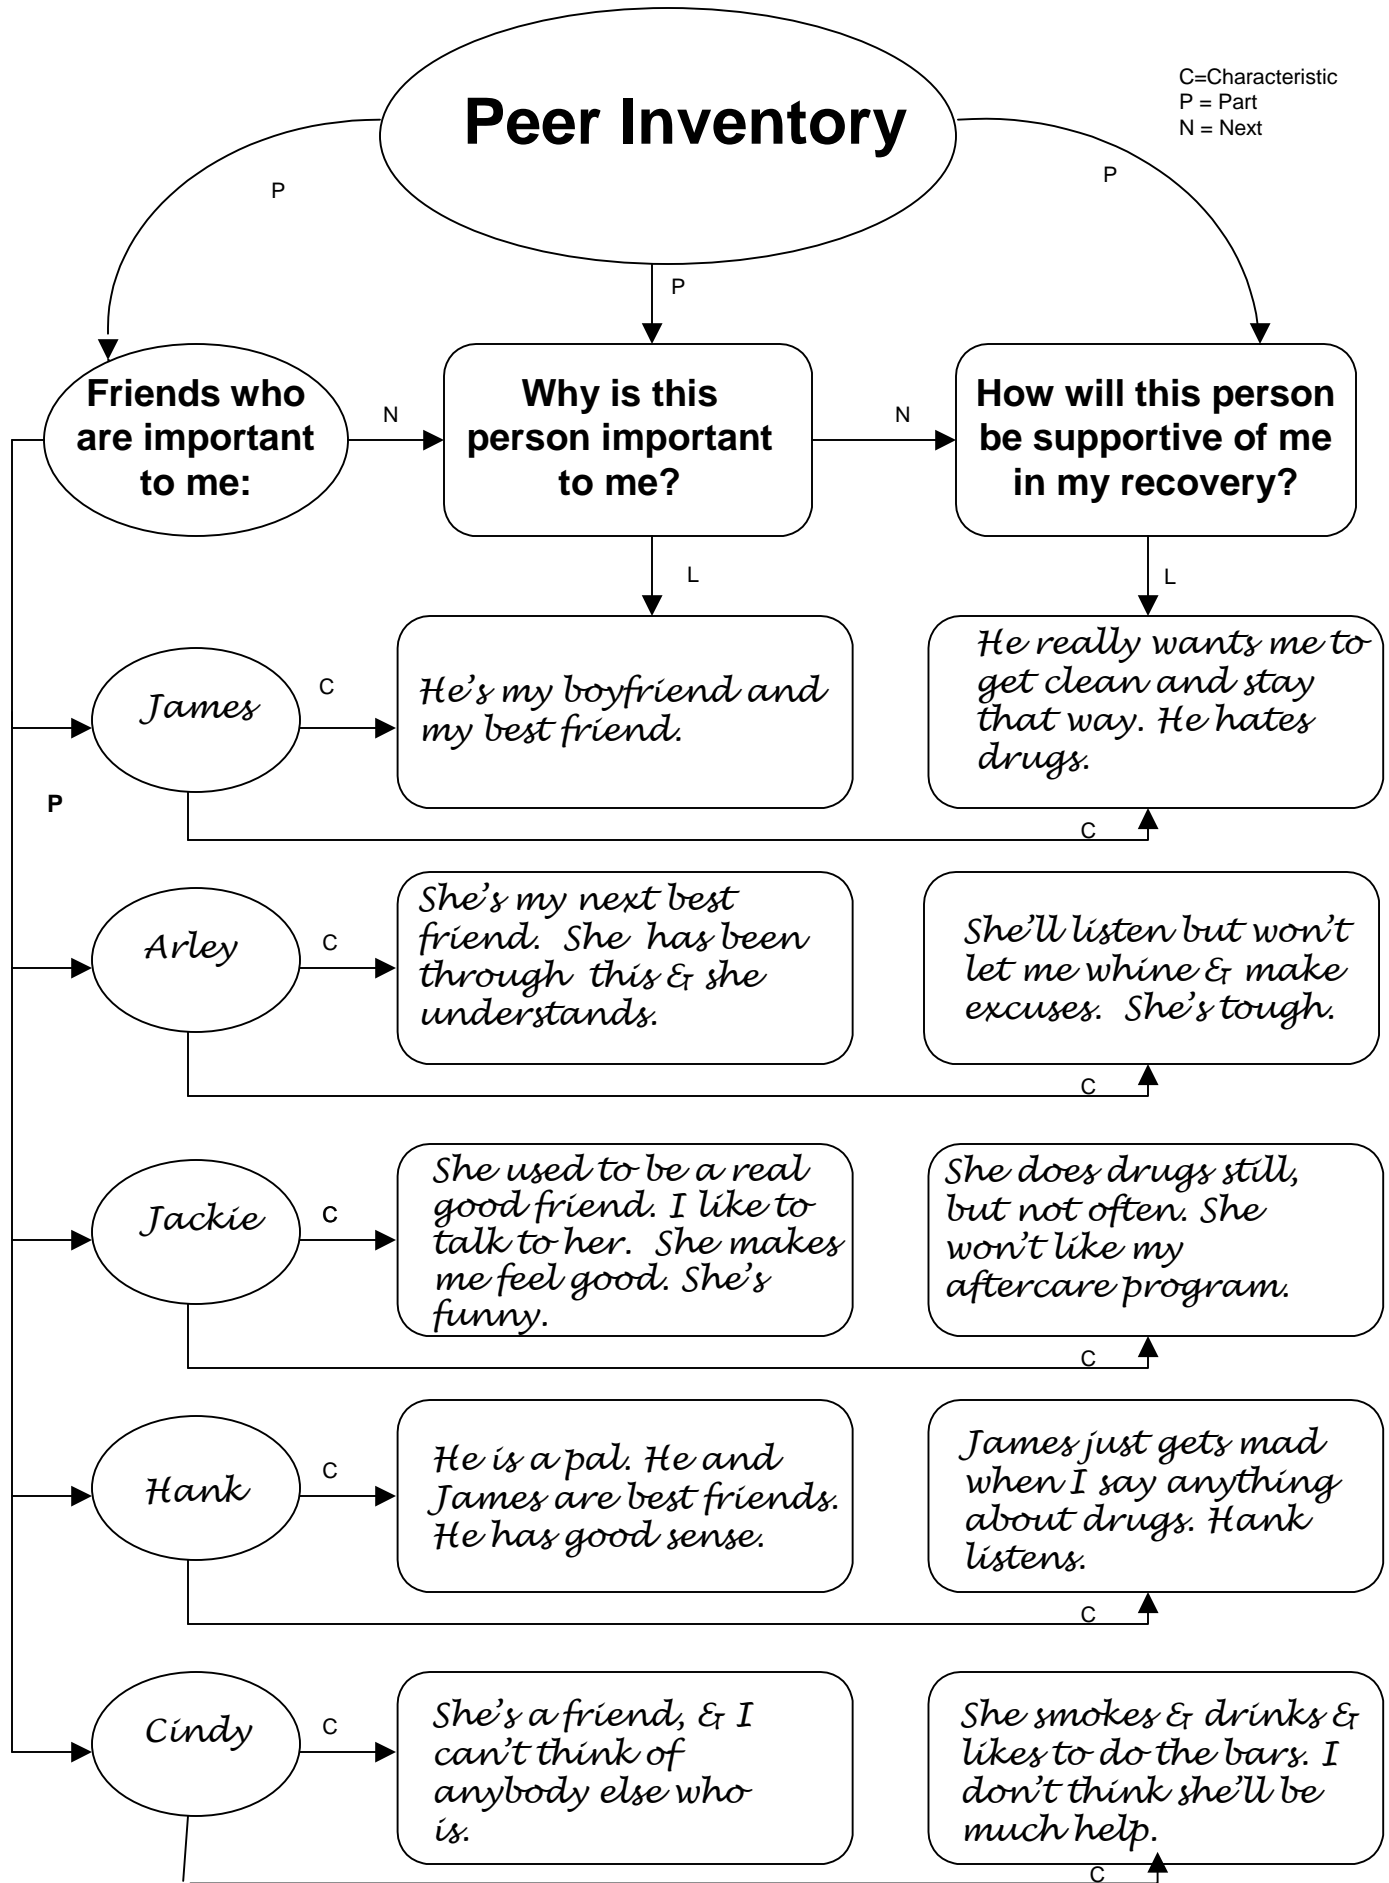 Peer Inventory
C=Characteristic
P = Part
N = Next
P
P
P
Friends who
are important
to me:
N
Why is this
person important
to me?
N
How will this person
be supportive of me
in my recovery?
L
L
James
C
He's my boyfriend and
my best friend.
He really wants me to
get clean and stay
that way. He hates
drugs.
P
C
Arley
C
She's my next best
friend.  She  has been
through  this & she
understands.
She'll listen but won't
let me whine & make
excuses.  She's tough.
C
Jackie
C
She used to be a real
good friend. I like to
talk to her.  She makes
me feel good. She's
funny.
She does drugs still,
but not often. She
won't like my
aftercare program.
C
Hank
C
He is a pal. He and
James are best friends.
He has good sense.
James just gets mad
when I say anything
about drugs. Hank
listens.
C
Cindy
C
She's a friend, & I
can't think of
anybody else who
is.
She smokes & drinks &
likes to do the bars. I
don't think she'll be
much help.
C